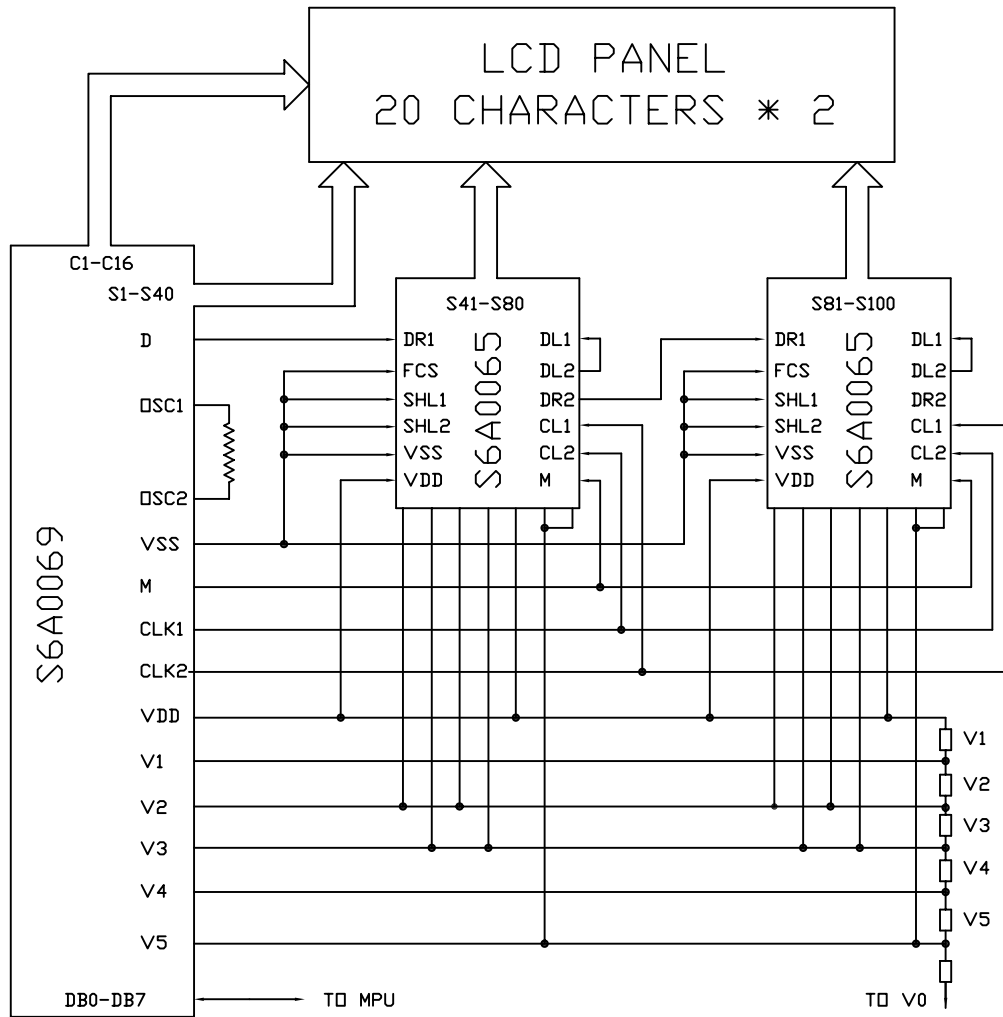 LCD PANEL
20 CHARACTERS * 2
C1-C16
S1-S40
D
OSC1
OSC2
VSS
M
CLK1
CLK2
VDD
V1
V2
V3
V4
V5
DB0-DB7
S6A0069
TO MPU
S41-S80
DR1
FCS
SHL1
SHL2
VSS
VDD
S6A0065
DL1
DL2
DR2
CL1
CL2
M
S81-S100
DR1
FCS
SHL1
SHL2
VSS
VDD
S6A0065
DL1
DL2
DR2
CL1
CL2
M
V1
V2
V3
V4
V5
TO V0